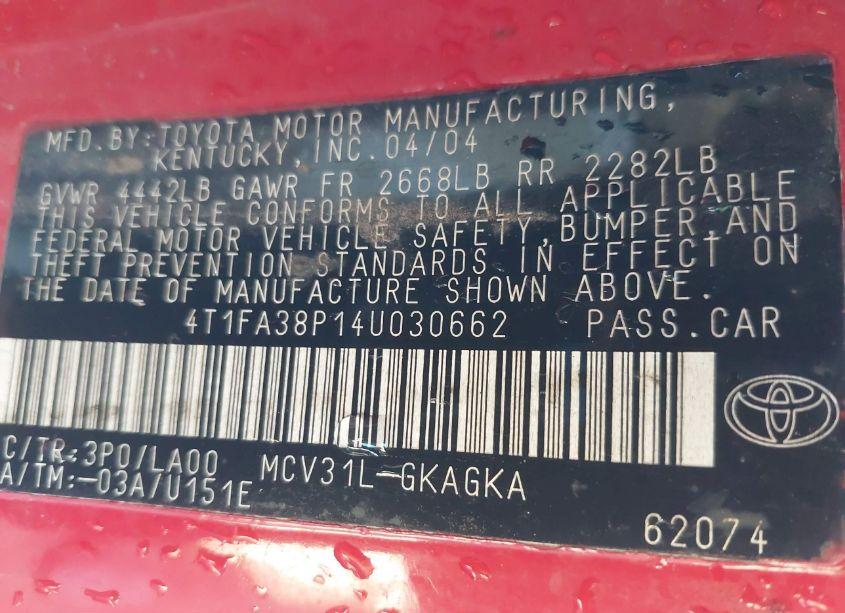 MFD.BY:TOYOTA MOTOR MANUFACTURING,
KENTUCKY,INC.04/04
GVWR 4442LB GAWR FR 2668LB RR 2282LB
THIS VEHICLE CONFORMS TO ALL APPLICABLE
FEDERAL MOTOR VEHICLE SAFETY,BUMPER,AND
THEFT PREVENTION STANDARDS IN EFFECT ON
THE DATE OF MANUFACTURE SHOWN ABOVE.
4T1FA38P14U030662 PASS.CAR
C/TR:3P0/LA00 MCV31L-GKAGKA
A/TM:-03A/U151E
62074